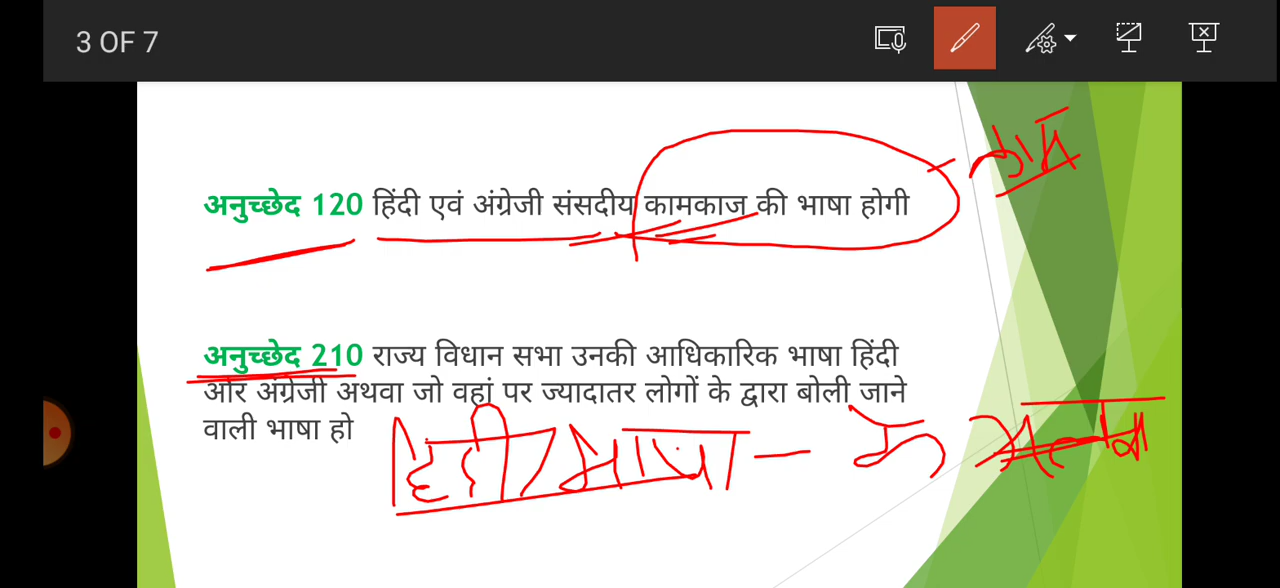 3 OF 7
काम
अनुच्छेद 120 हिंदी एवं अंग्रेजी संसदीय कामकाज की भाषा होगी
अनुच्छेद 210 राज्य विधान सभा उनकी आधिकारिक भाषा हिंदी
और अंग्रेजी अथवा जो वहां पर ज्यादातर लोगों के द्वारा बोली जाने
वाली भाषा हो
हिंदी भाषा -